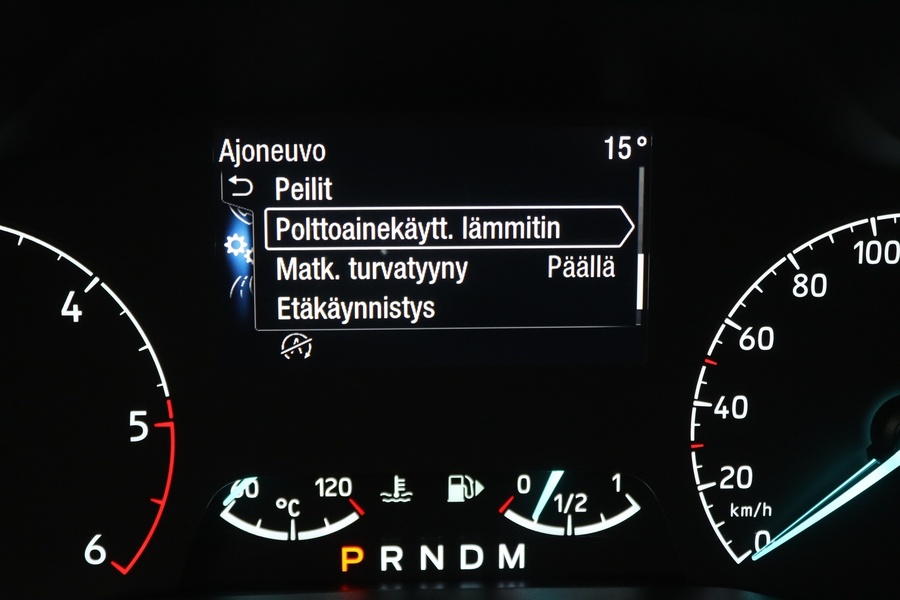 Ajoneuvo 15°
Peilit
Polttoainekäytt. lämmitin
Matk. turvatyyny Päällä
Etäkäynnistys
A
4
5
6
60 °C 120
0 1/2 1
P R N D M
100
80
60
40
20
km/h
0